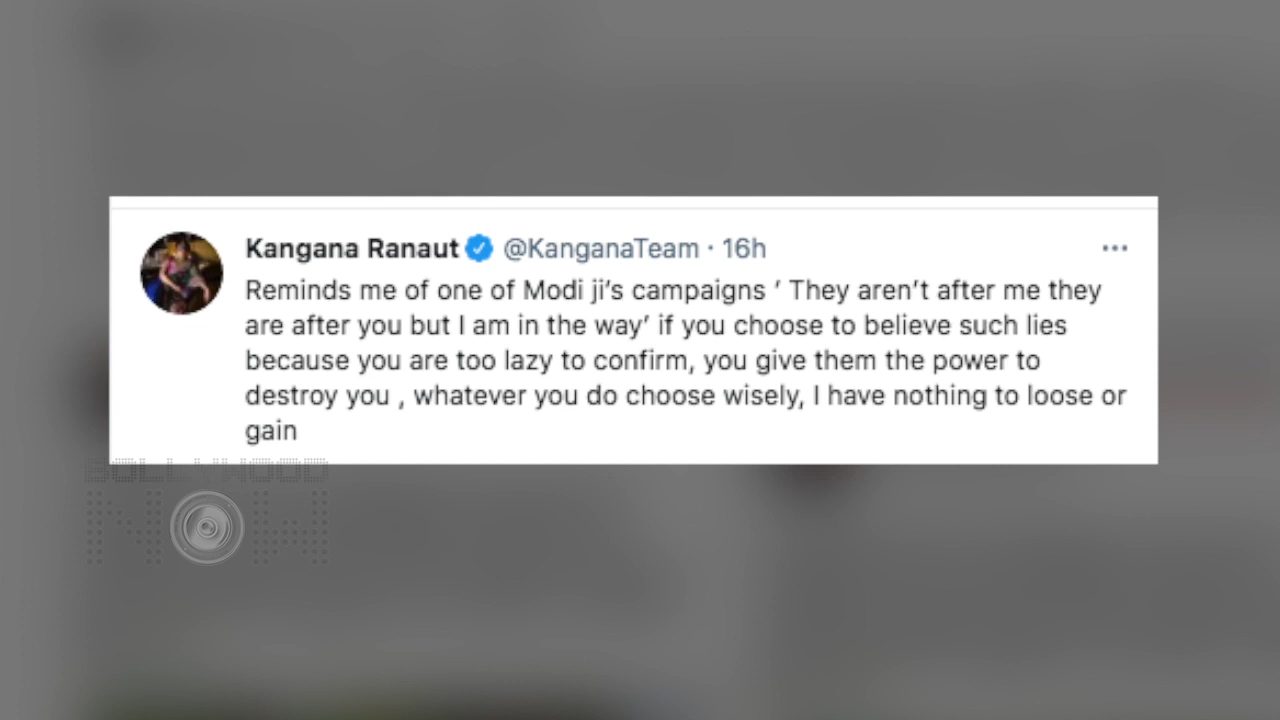 Kangana Ranaut @KanganaTeam · 16h
Reminds me of one of Modi ji’s campaigns ‘ They aren’t after me they
are after you but I am in the way’ if you choose to believe such lies
because you are too lazy to confirm, you give them the power to
destroy you , whatever you do choose wisely, I have nothing to loose or
gain
BOLLYWOOD
NOW